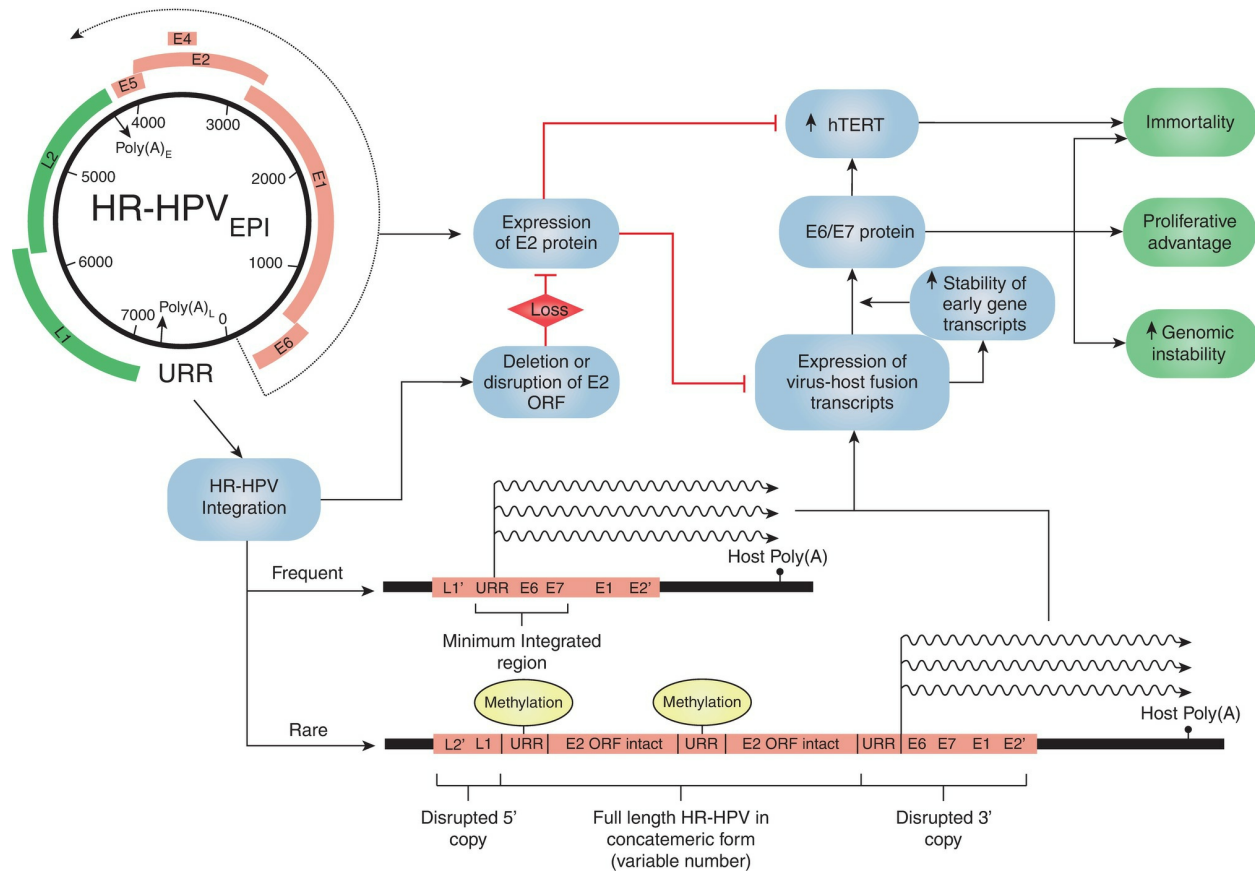 E4
E2
E5
4000
3000
Poly(A)E
L2
5000
2000
E1
HR-HPVEPI
6000
1000
Poly(A)L
7000
0
L1
E6
URR
Expression
of E2 protein
Loss
Deletion or
disruption of E2
ORF
hTERT
E6/E7 protein
Stability of
early gene
transcripts
Expression of
virus-host fusion
transcripts
Immortality
Proliferative
advantage
Genomic
instability
HR-HPV
Integration
Frequent
Host Poly(A)
L1' URR E6 E7 E1 E2'
Minimum Integrated
region
Methylation
Methylation
Host Poly(A)
Rare
L2' L1 URR E2 ORF intact URR E2 ORF intact URR E6 E7 E1 E2'
Disrupted 5’
copy
Full length HR-HPV in
concatemeric form
(variable number)
Disrupted 3’
copy